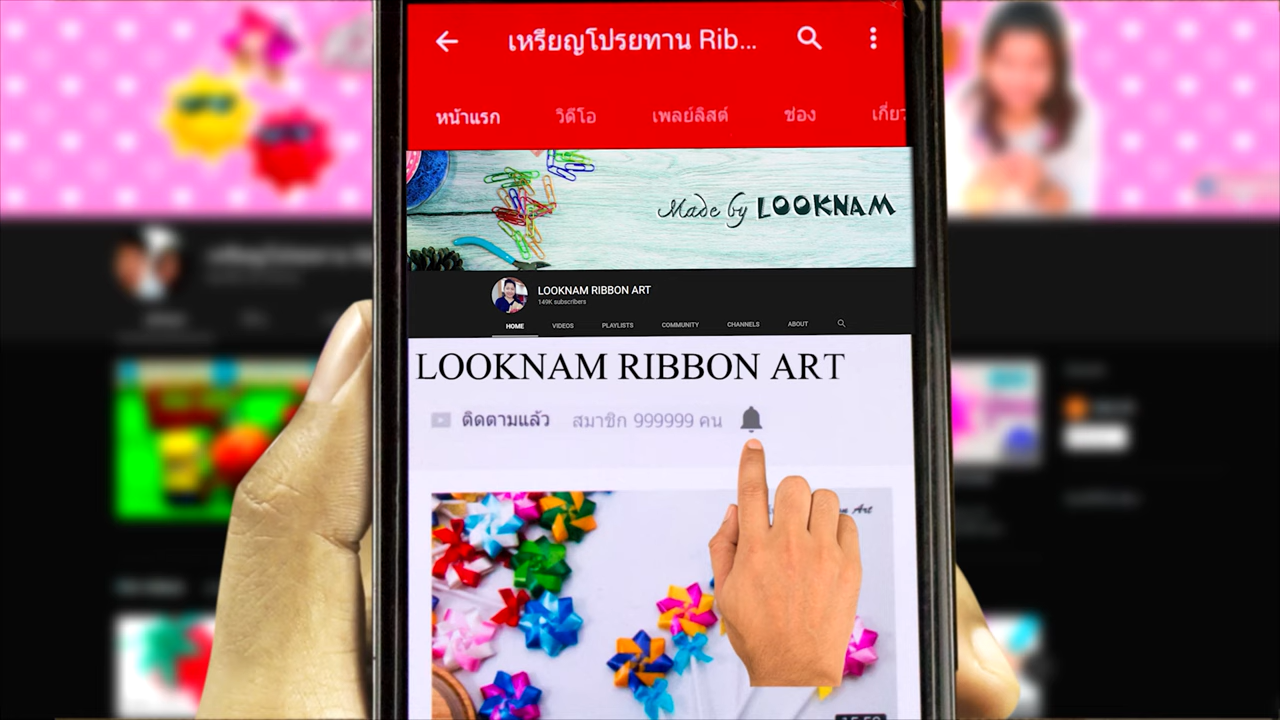 เหรียญโปรยทาน Rib...
หน้าแรก วิดีโอ เพลย์ลิสต์ ช่อง
Made by LOOKNAM
LOOKNAM RIBBON ART
149K subscribers
HOME VIDEOS PLAYLISTS COMMUNITY CHANNELS ABOUT
LOOKNAM RIBBON ART
ติดตามแล้ว สมาชิก 999999 คน
Art